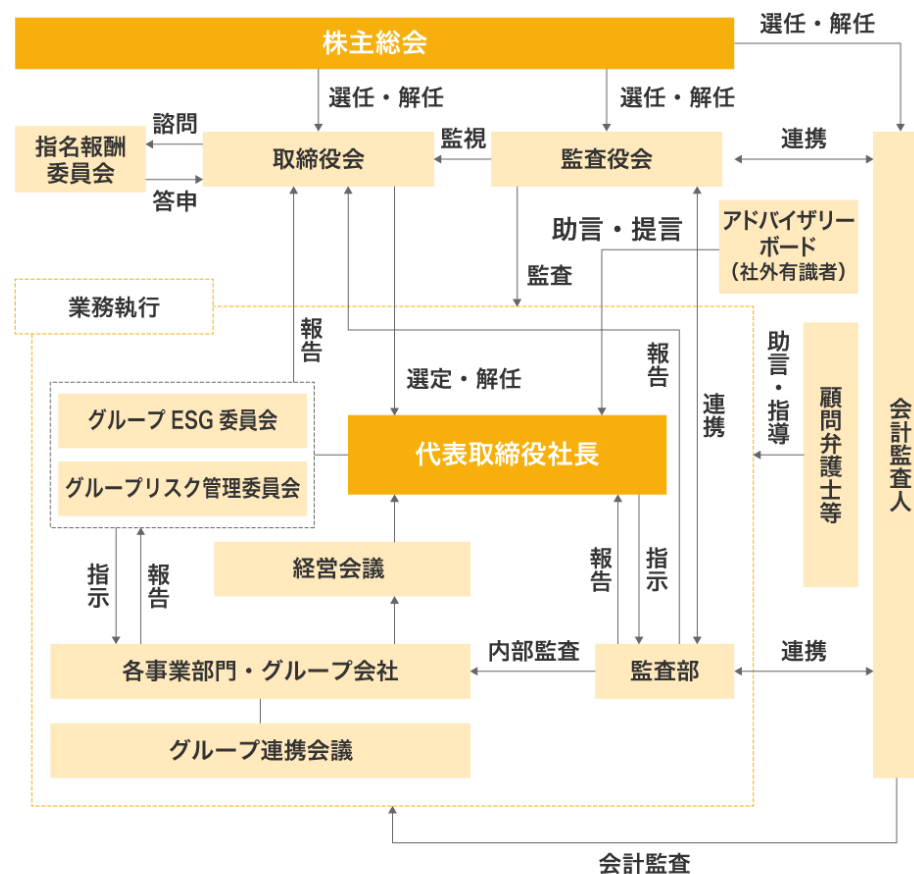 株主総会
選任・解任
選任・解任
選任・解任
諮問
指名報酬
委員会
答申
取締役会
監視
監査役会
連携
アドバイザリー
ボード
（社外有識者）
助言・提言
監査
業務執行
報告
選定・解任
報告
連携
助言・指導
顧問弁護士等
会計監査人
グループ ESG 委員会
グループリスク管理委員会
代表取締役社長
経営会議
指示
報告
報告
指示
各事業部門・グループ会社
内部監査
監査部
連携
グループ連携会議
会計監査